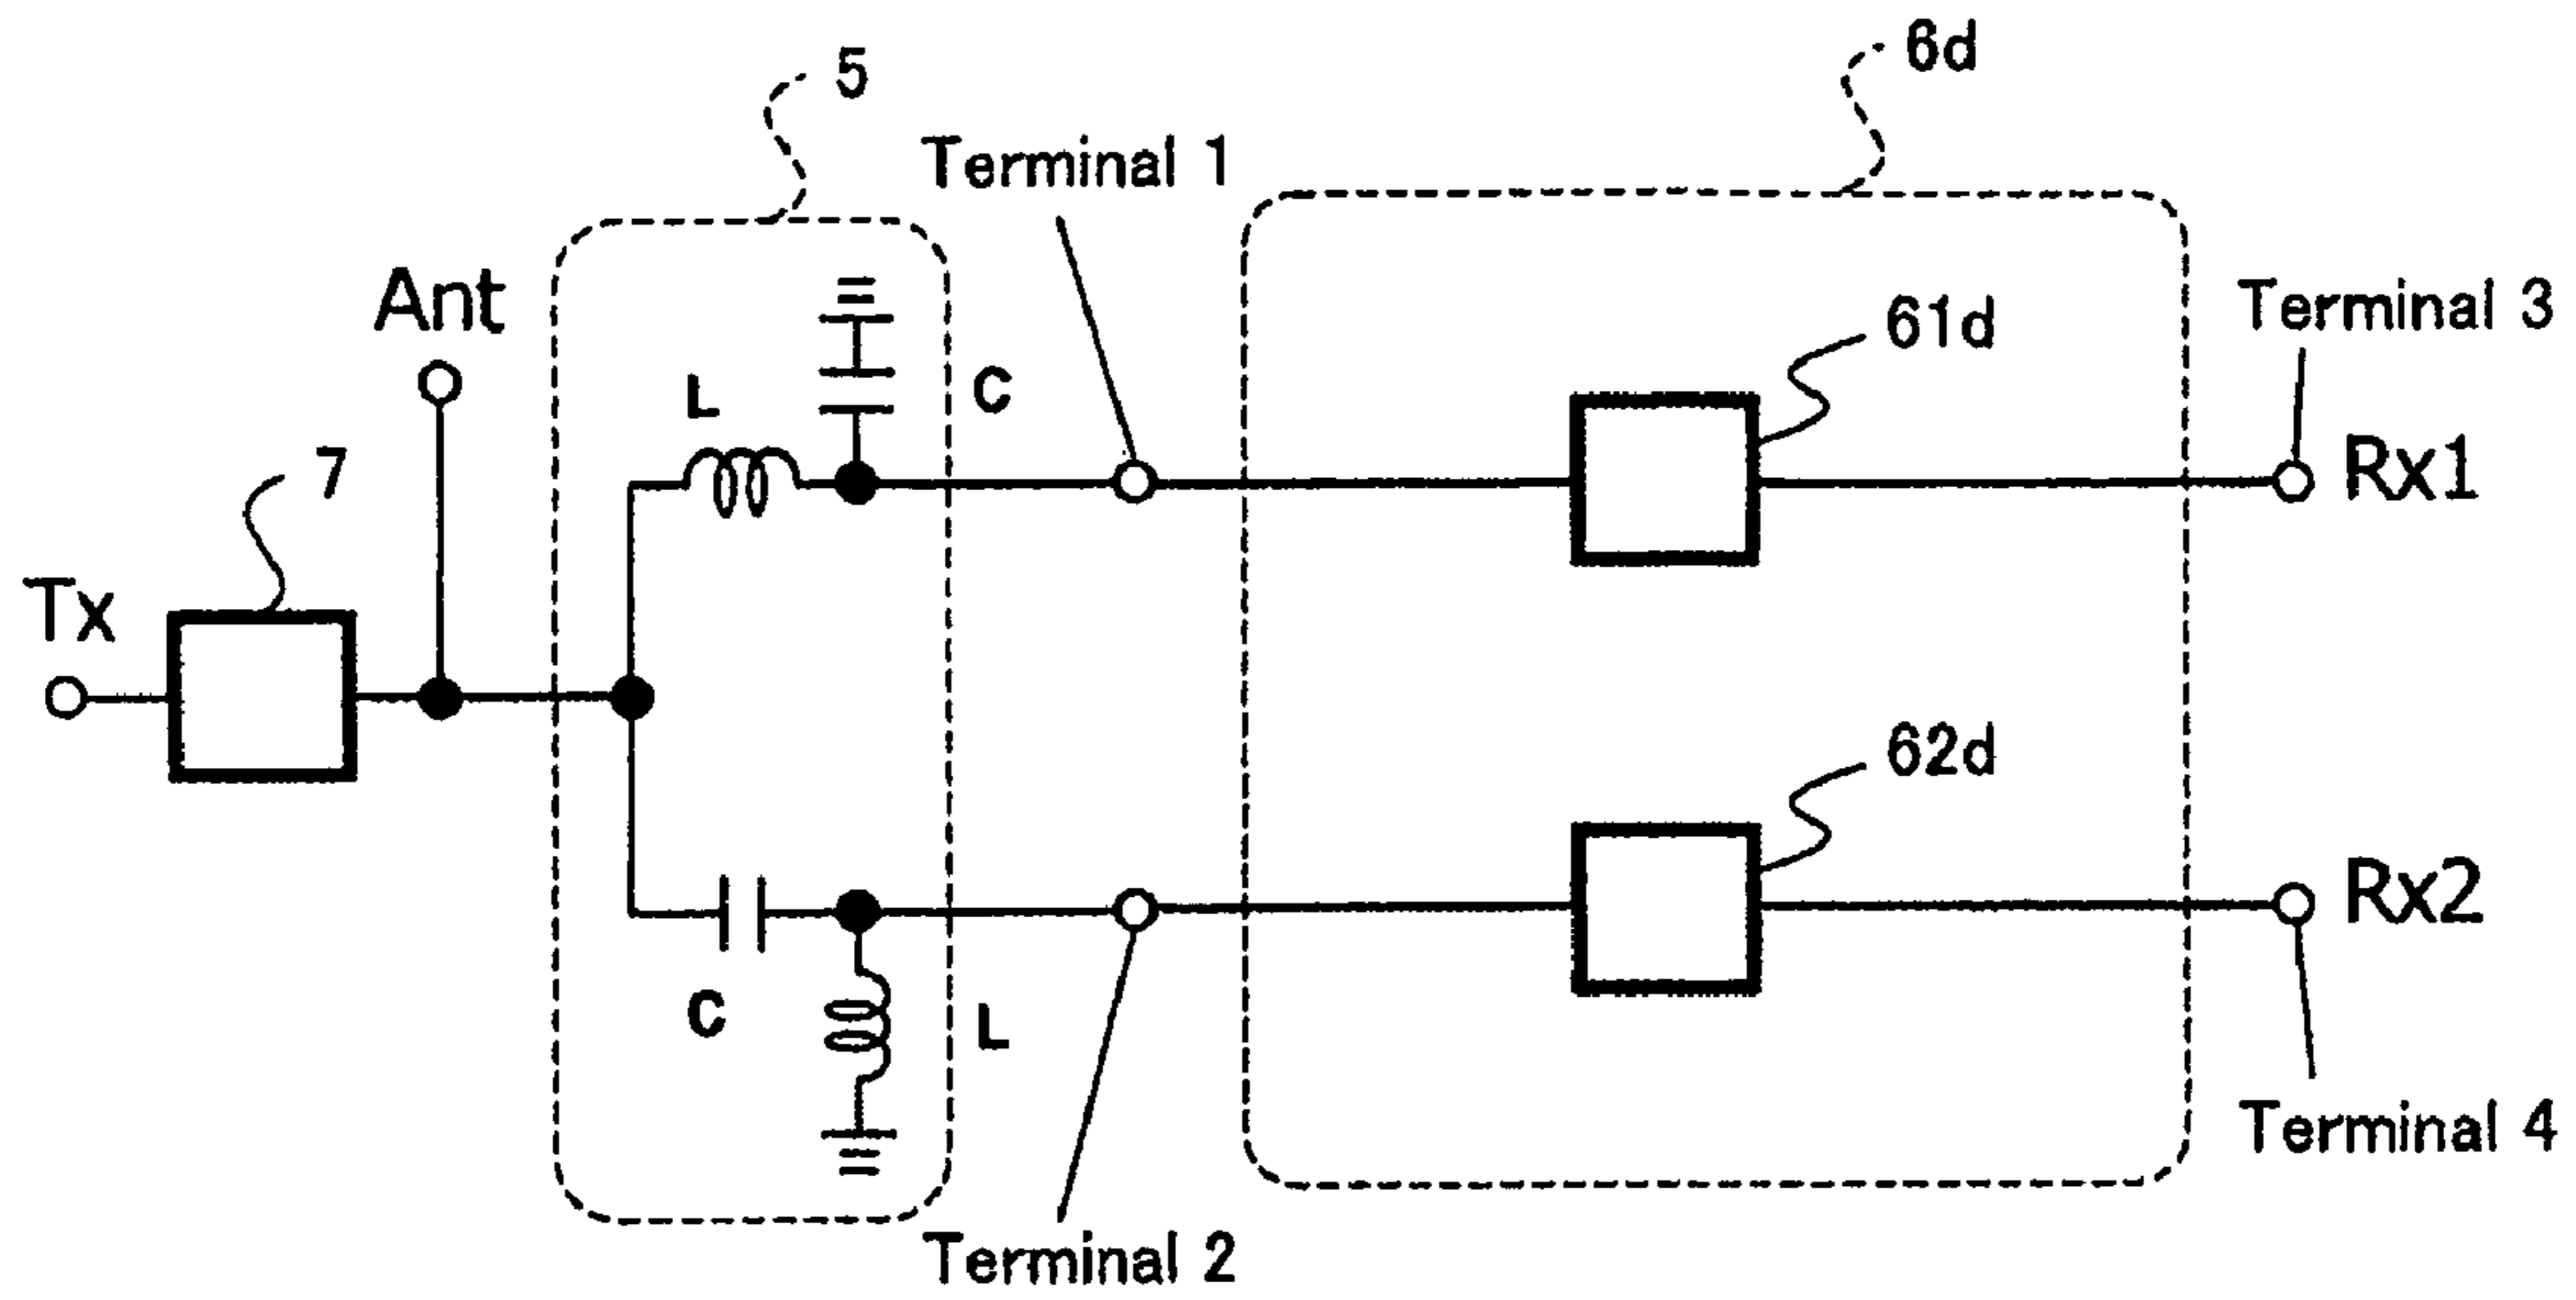 5
6d
Terminal 1
Ant
61d
Terminal 3
L
C
7
Rx1
Tx
62d
Rx2
C
L
Terminal 4
Terminal 2